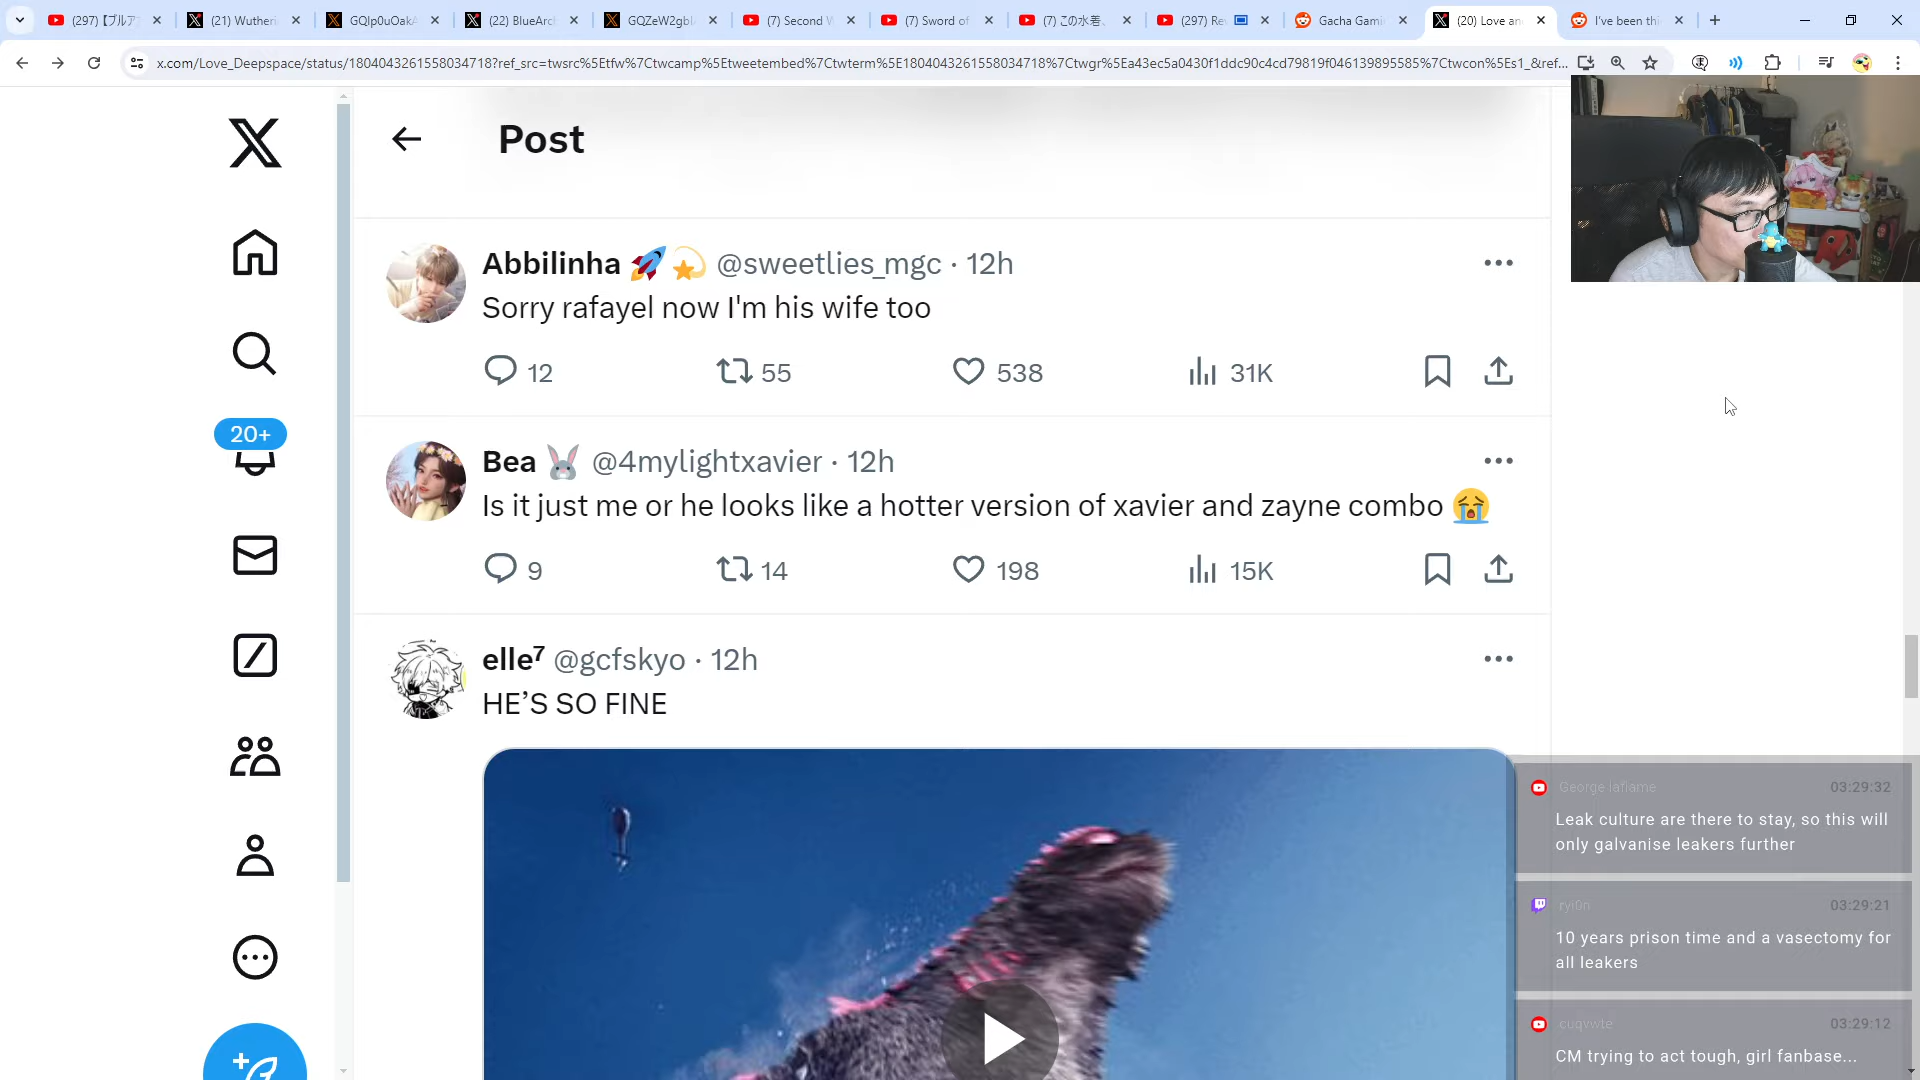 (297) 【ブルア
(21) Wutheri
GQIp0uOak
(22) BlueArc
GQZeW2gbl
(7) Second W
(7) Sword of
(7) この水着、
(297) Re
Gacha Gami
(20) Love an
I've been thi
x.com/Love_Deepspace/status/1804043261558034718?ref_src=twsrc%5Etfw%7Ctwcamp%5Etweetembed%7Ctwterm%5E1804043261558034718%7Ctwgr%5Ea43ec5a0430f1ddc90c4cd79819f046139895585%7Ctwcon%5Es1_&ref...
Post
20+
Abbilinha 🚀💫 @sweetlies_mgc · 12h
Sorry rafayel now I'm his wife too
12 55 538 31K
Bea 🐰 @4mylightxavier · 12h
Is it just me or he looks like a hotter version of xavier and zayne combo 😭
9 14 198 15K
elle⁷ @gcfskyo · 12h
HE’S SO FINE
George laflame 03:29:32
Leak culture are there to stay, so this will
only galvanise leakers further
ryi0n 03:29:21
10 years prison time and a vasectomy for
all leakers
cuqvwte 03:29:12
CM trying to act tough, girl fanbase...